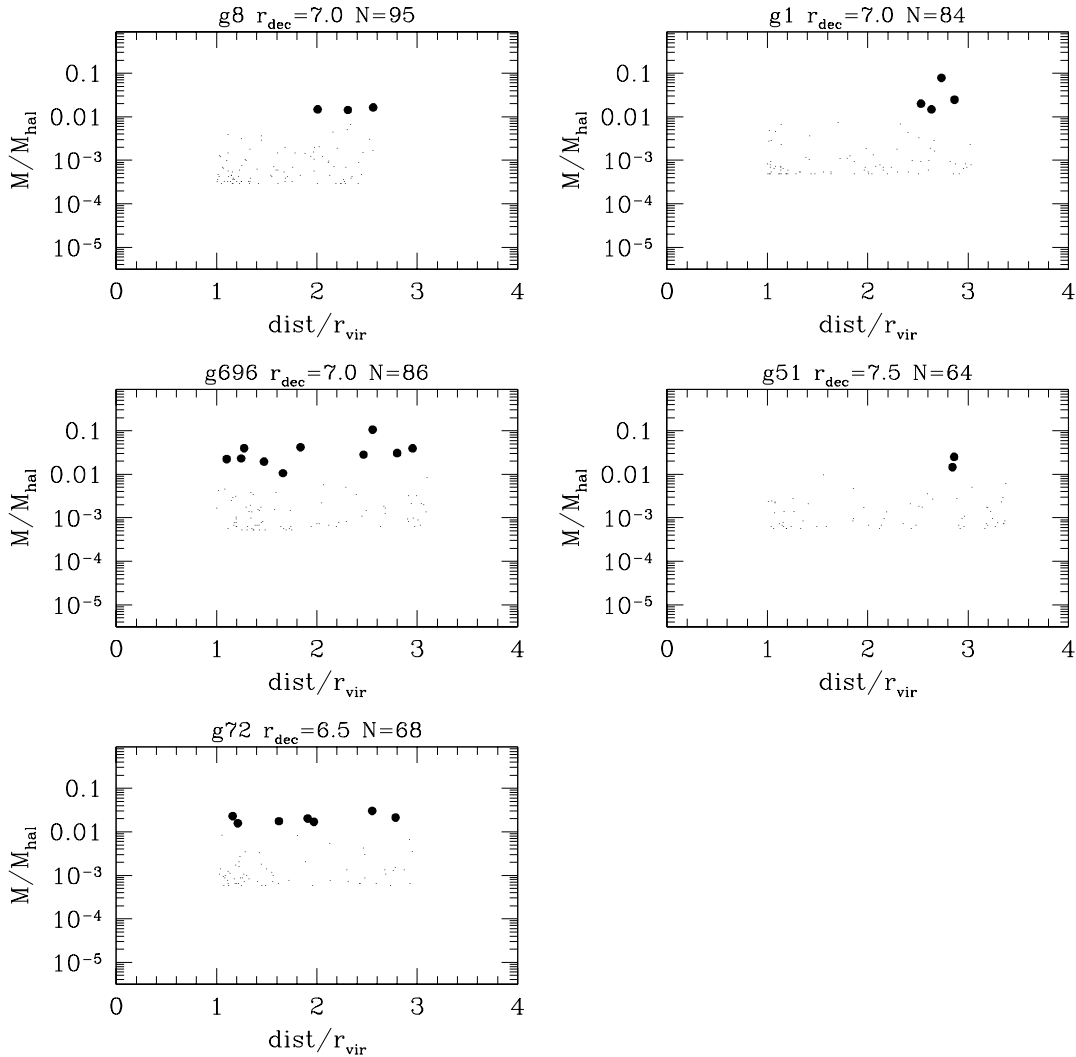 g8 r_dec=7.0 N=95
M/M_hal
0.1
0.01
10^-3
10^-4
10^-5
0 1 2 3 4
dist/r_vir
g1 r_dec=7.0 N=84
M/M_hal
0.1
0.01
10^-3
10^-4
10^-5
0 1 2 3 4
dist/r_vir
g696 r_dec=7.0 N=86
M/M_hal
0.1
0.01
10^-3
10^-4
10^-5
0 1 2 3 4
dist/r_vir
g51 r_dec=7.5 N=64
M/M_hal
0.1
0.01
10^-3
10^-4
10^-5
0 1 2 3 4
dist/r_vir
g72 r_dec=6.5 N=68
M/M_hal
0.1
0.01
10^-3
10^-4
10^-5
0 1 2 3 4
dist/r_vir